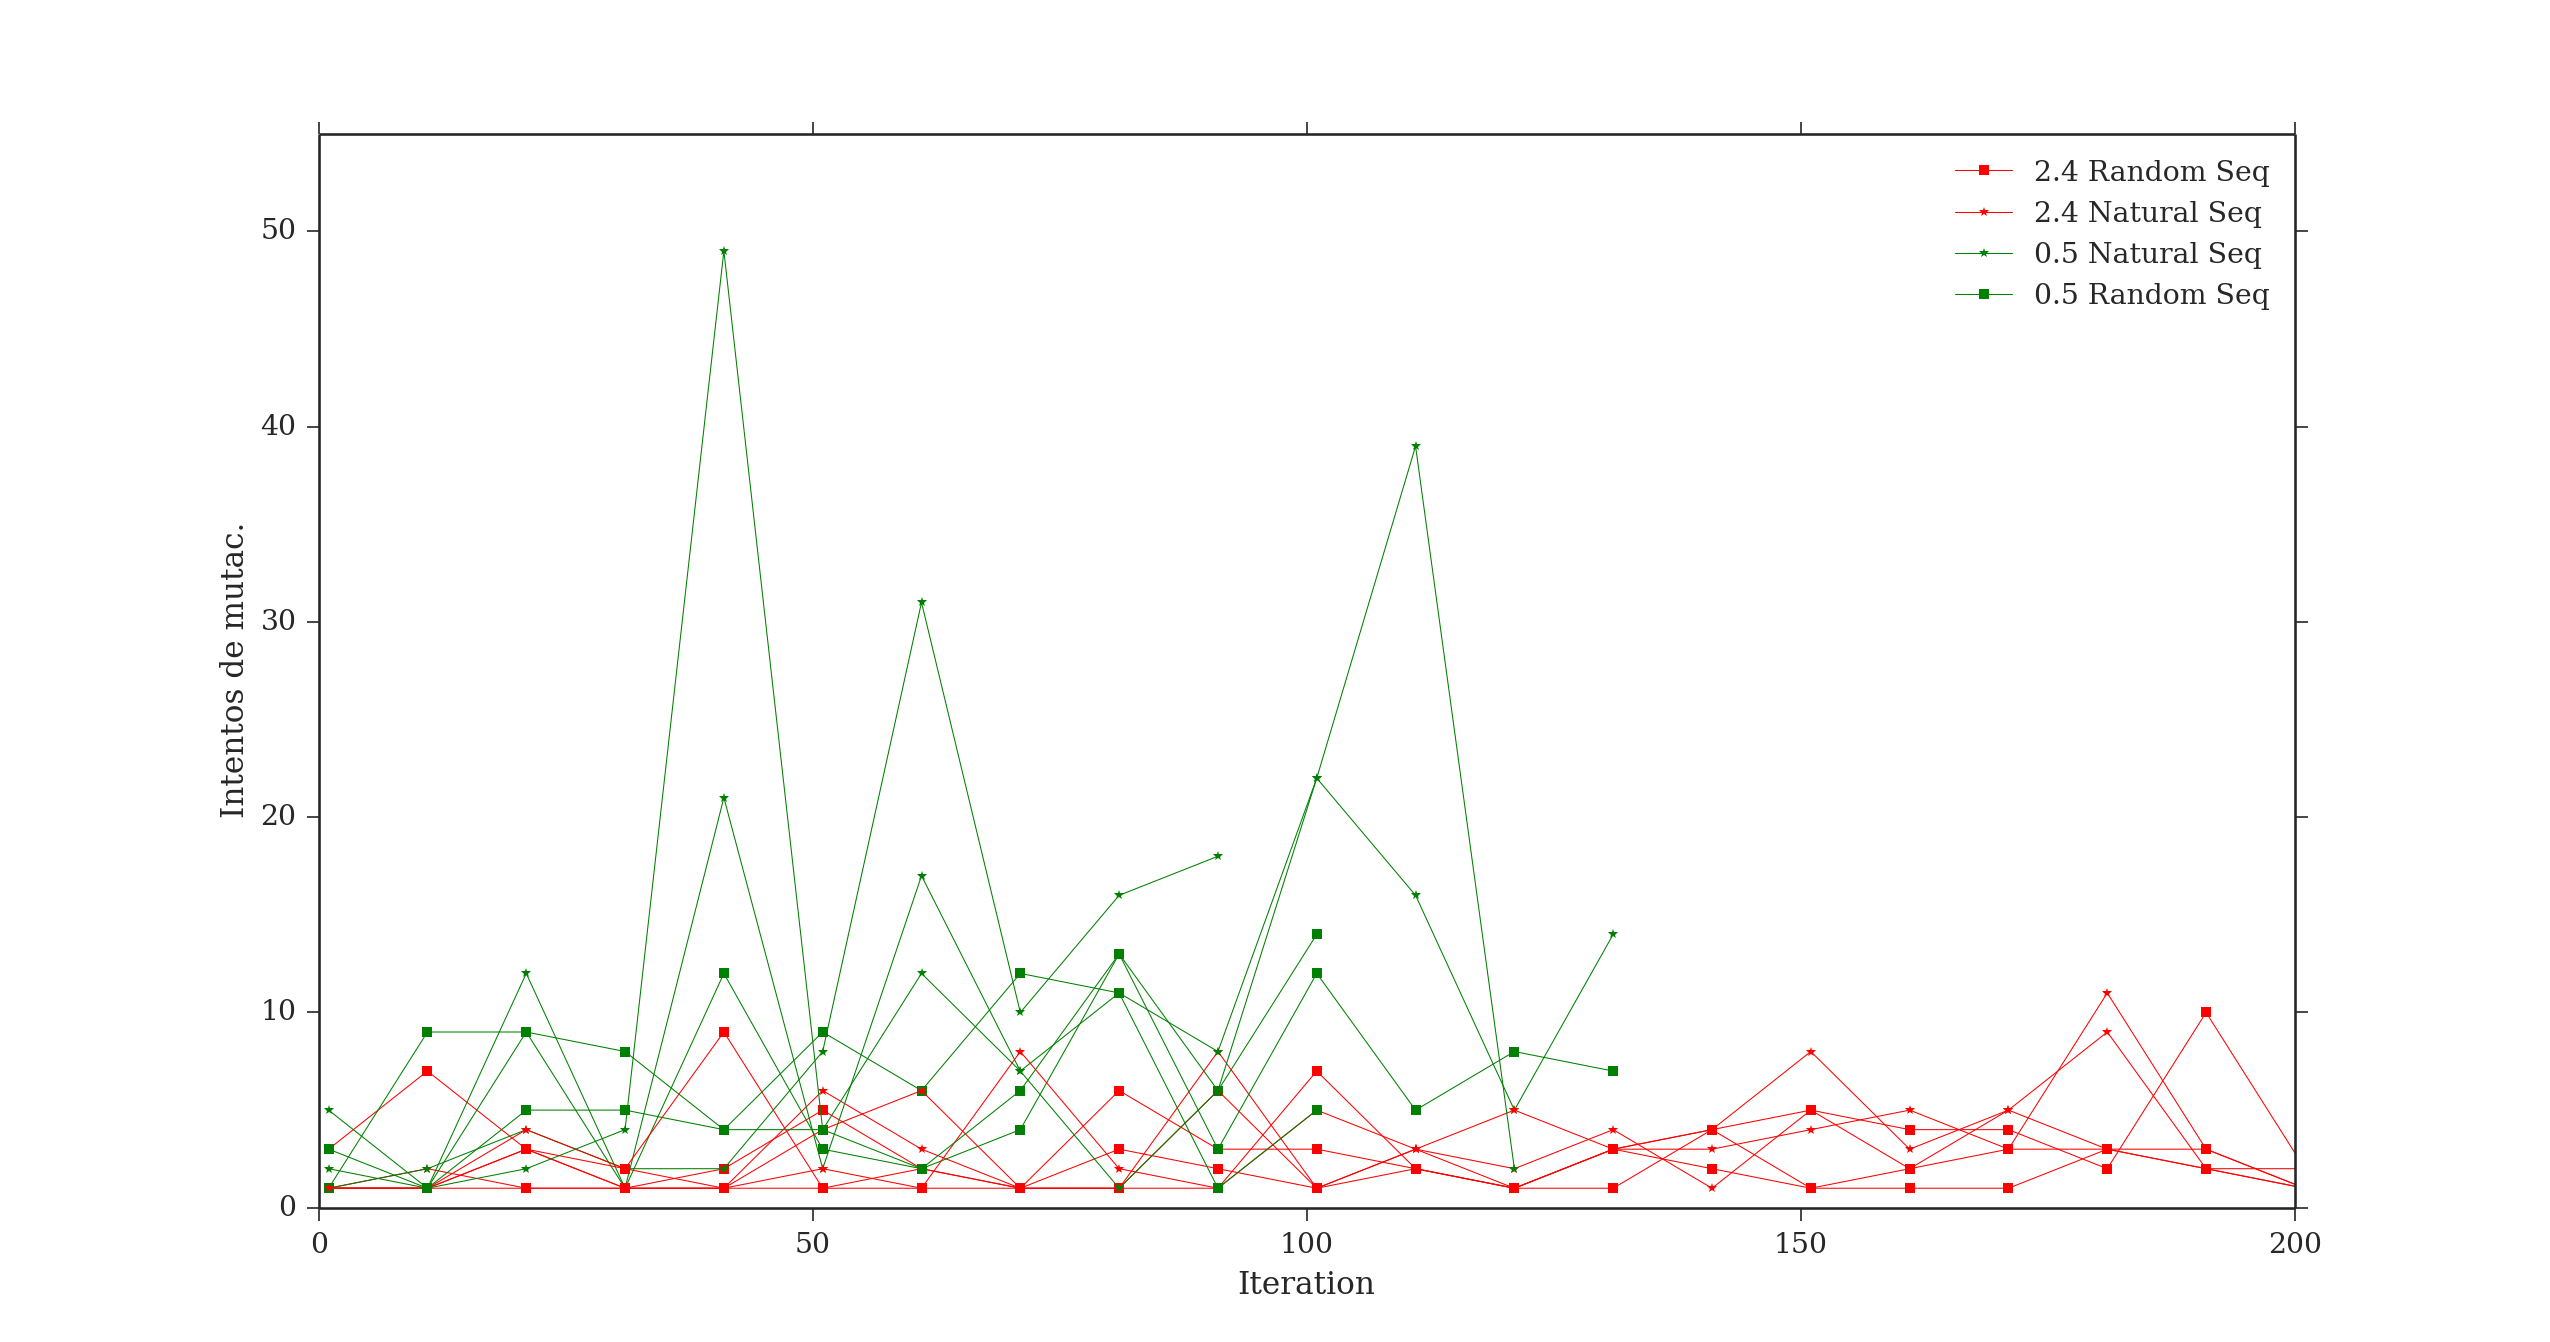 2.4 Random Seq
2.4 Natural Seq
0.5 Natural Seq
0.5 Random Seq
50
40
30
20
10
0
Intentos de mutac.
0 50 100 150 200
Iteration